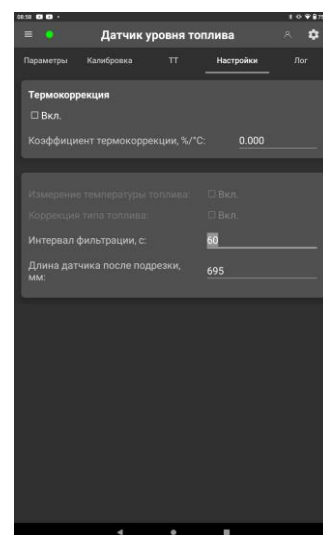 08:58
Датчик уровня топлива
Параметры Калибровка ТТ Настройки Лог
Термокоррекция
Вкл.
Коэффициент термокоррекции, %/°C: 0.000
Измерение температуры топлива: Вкл.
Коррекция типа топлива: Вкл.
Интервал фильтрации, с: 60
Длина датчика после подрезки, 695
мм: